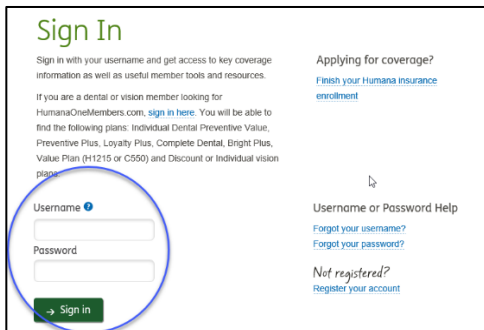 Sign In
Sign in with your username and get access to key coverage
information as well as useful member tools and resources.
If you are a dental or vision member looking for
HumanaOneMembers.com, sign in here. You will be able to
find the following plans: Individual Dental Preventive Value,
Preventive Plus, Loyalty Plus, Complete Dental, Bright Plus,
Value Plan (H1215 or C550) and Discount or Individual vision
plans.
Username ?
Password
→ Sign in
Applying for coverage?
Finish your Humana insurance
enrollment
Username or Password Help
Forgot your username?
Forgot your password?
Not registered?
Register your account